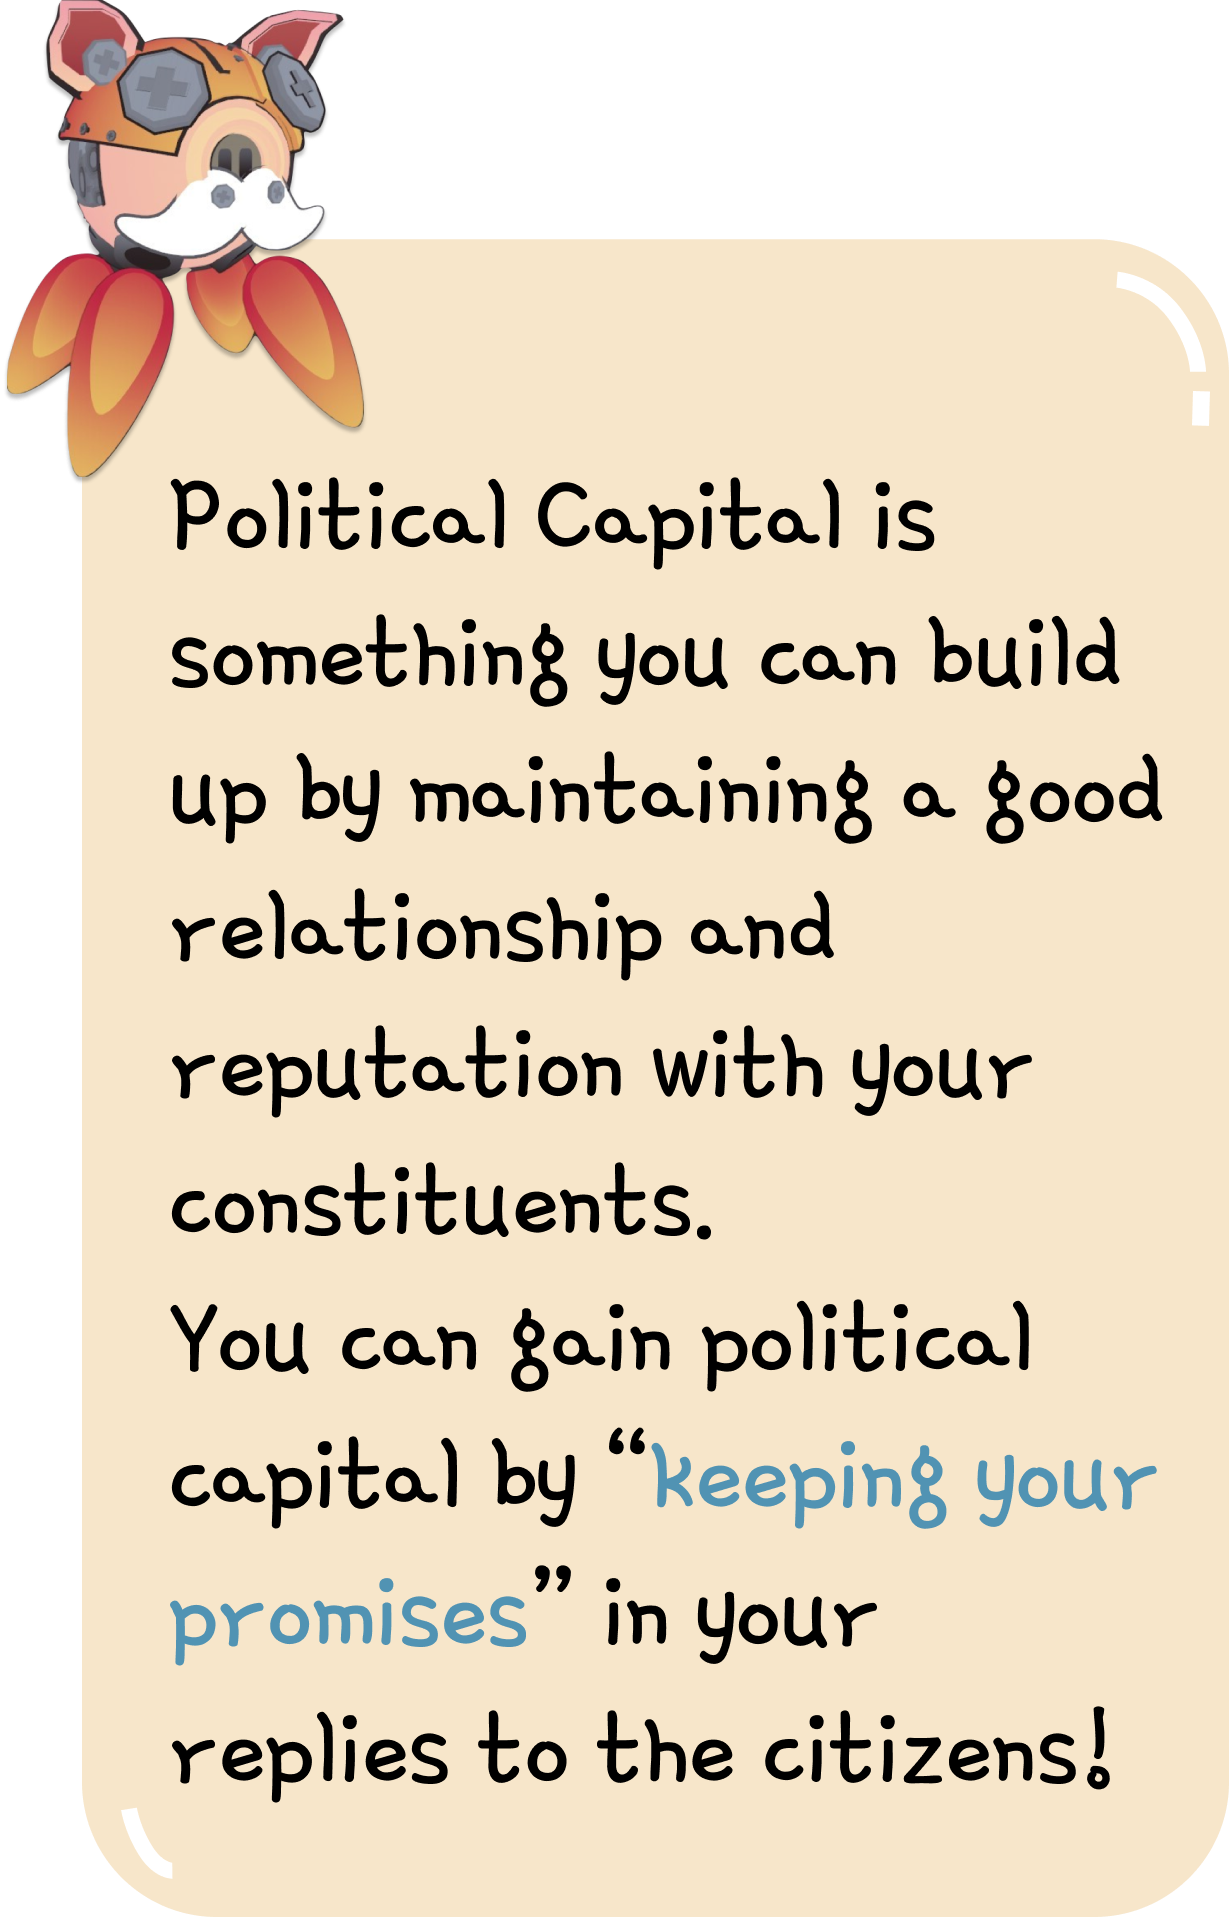 Political Capital is
something you can build
up by maintaining a good
relationship and
reputation with your
constituents.
You can gain political
capital by “keeping your
promises” in your
replies to the citizens!